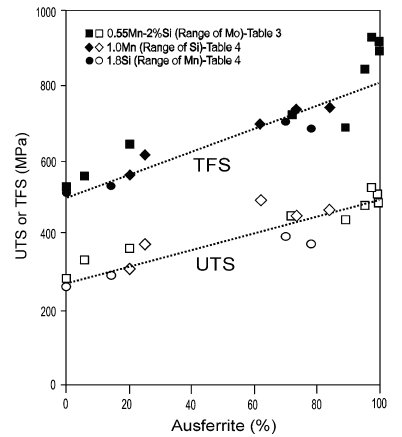 0.55Mn-2%Si (Range of Mo)-Table 3
1.0Mn (Range of Si)-Table 4
1.8Si (Range of Mn)-Table 4
1000
800
600
400
200
0
UTS or TFS (MPa)
TFS
UTS
0 20 40 60 80 100
Ausferrite (%)